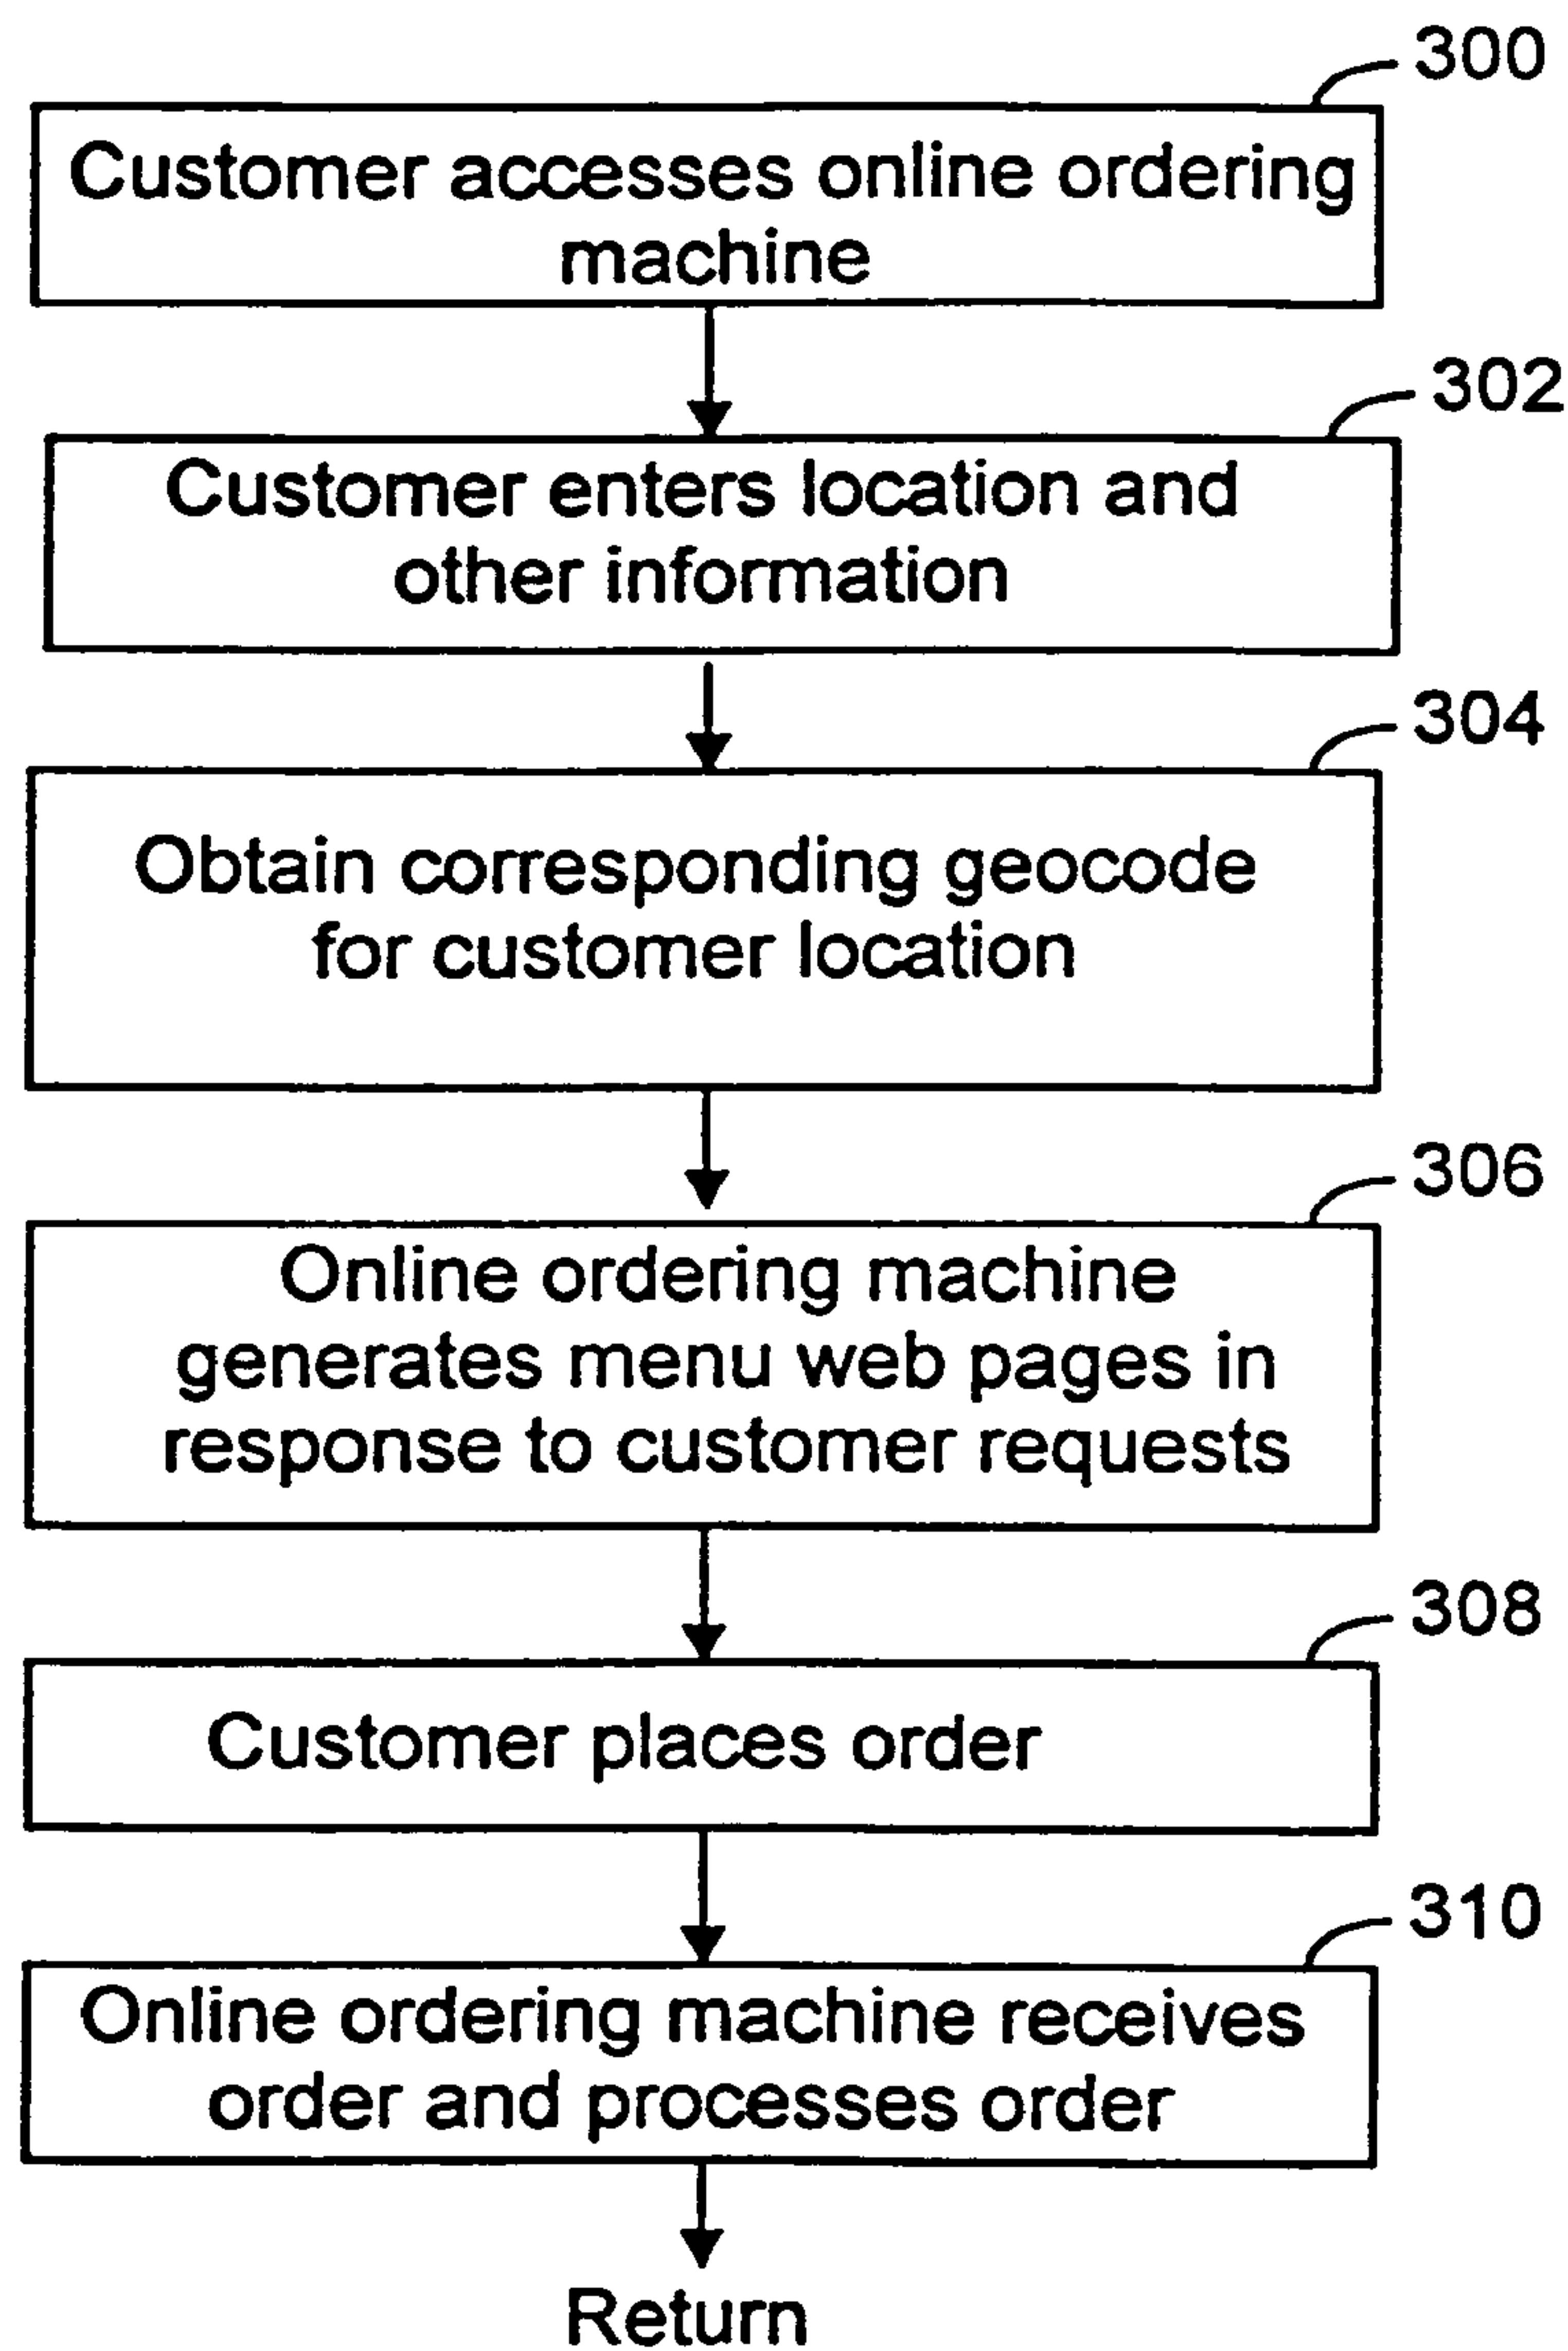 300
Customer accesses online ordering
machine
302
Customer enters location and
other information
304
Obtain corresponding geocode
for customer location
306
Online ordering machine
generates menu web pages in
response to customer requests
308
Customer places order
310
Online ordering machine receives
order and processes order
Return